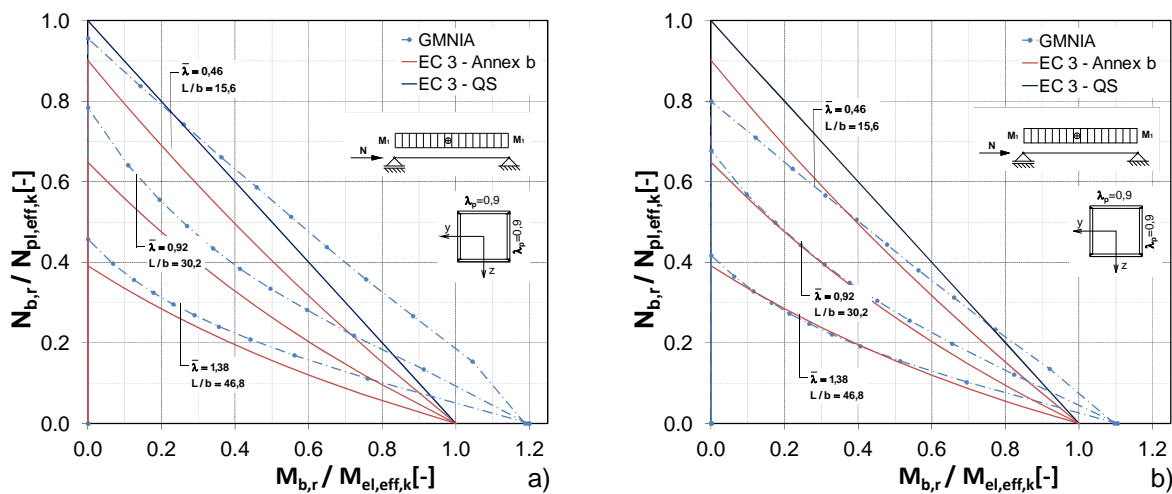 1.0
0.8
0.6
0.4
0.2
0.0
N_b,r / N_pl,eff,k [-]
0.0 0.2 0.4 0.6 0.8 1.0 1.2
M_b,r / M_el,eff,k [-]
a)
GMNIA
EC 3 - Annex b
EC 3 - QS
λ̄ = 0,46
L / b = 15,6
λ̄ = 0,92
L / b = 30,2
λ̄ = 1,38
L / b = 46,8
M₁ ⊕ M₁
N
λ_p=0,9
λ_p=0,9
y
z
1.0
0.8
0.6
0.4
0.2
0.0
N_b,r / N_pl,eff,k [-]
0.0 0.2 0.4 0.6 0.8 1.0 1.2
M_b,r / M_el,eff,k [-]
b)
GMNIA
EC 3 - Annex b
EC 3 - QS
λ̄ = 0,46
L / b = 15,6
λ̄ = 0,92
L / b = 30,2
λ̄ = 1,38
L / b = 46,8
M₁ ⊕ M₁
N
λ_p=0,9
λ_p=0,9
y
z